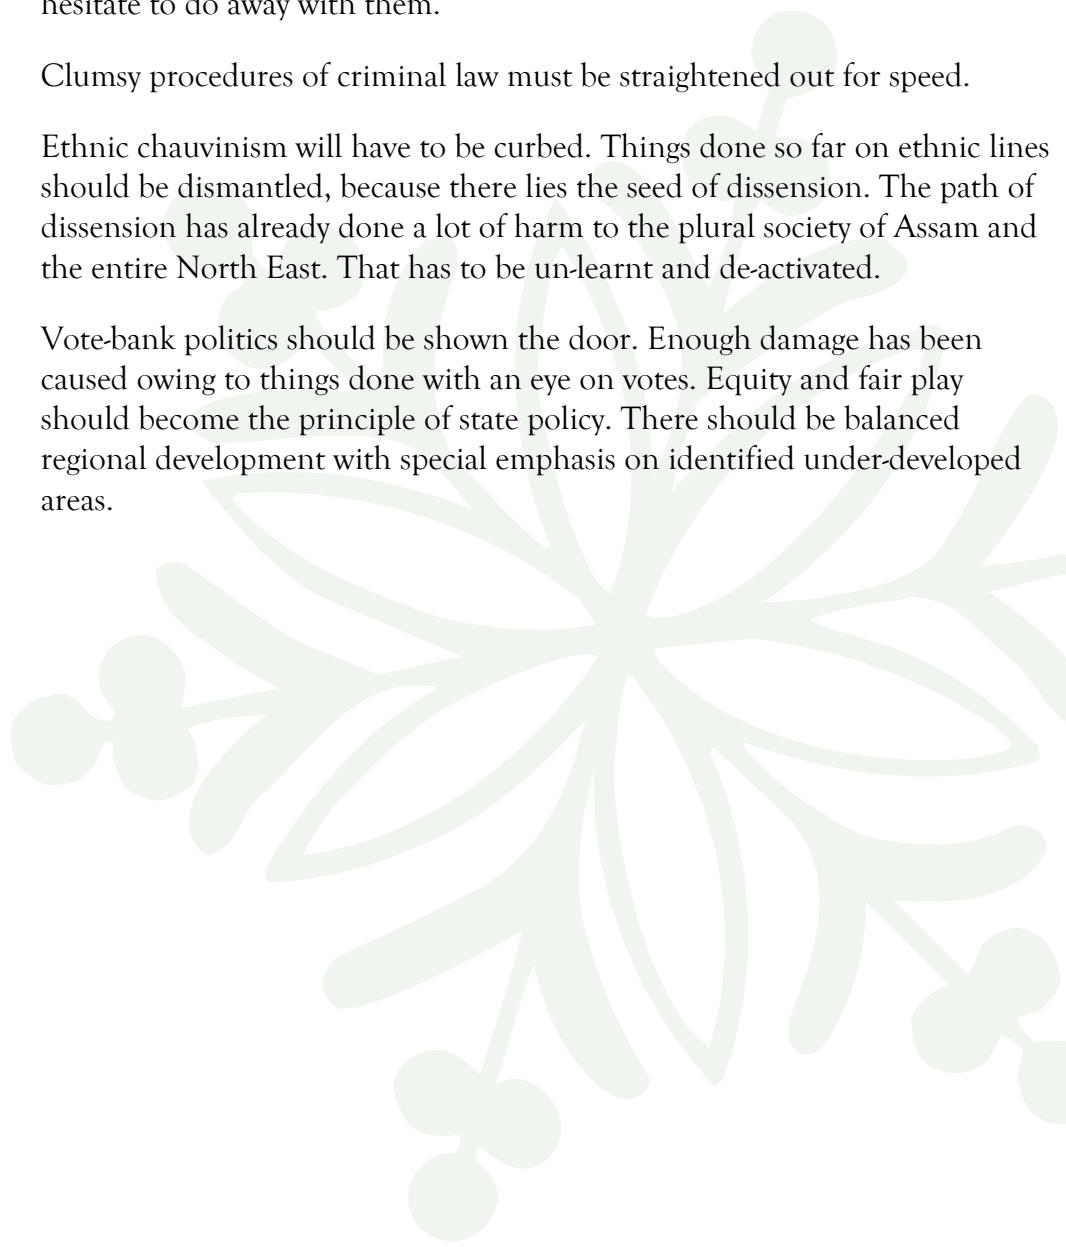 hesitate to do away with them.
Clumsy procedures of criminal law must be straightened out for speed.
Ethnic chauvinism will have to be curbed. Things done so far on ethnic lines
should be dismantled, because there lies the seed of dissension. The path of
dissension has already done a lot of harm to the plural society of Assam and
the entire North East. That has to be un-learnt and de-activated.
Vote-bank politics should be shown the door. Enough damage has been
caused owing to things done with an eye on votes. Equity and fair play
should become the principle of state policy. There should be balanced
regional development with special emphasis on identified under-developed
areas.